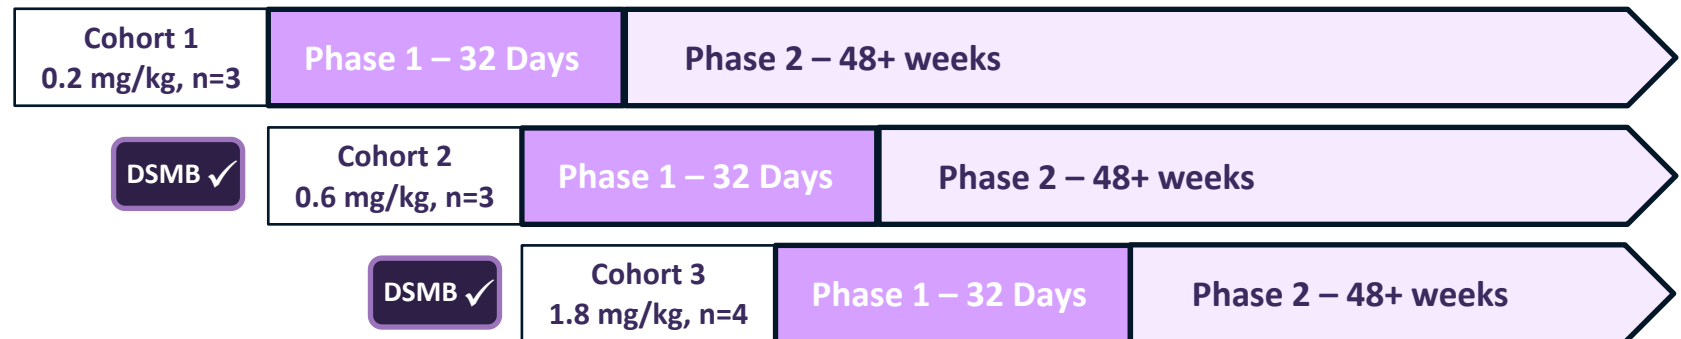 Cohort 1
0.2 mg/kg, n=3
Phase 1 – 32 Days
Phase 2 – 48+ weeks
DSMB ✓
Cohort 2
0.6 mg/kg, n=3
Phase 1 – 32 Days
Phase 2 – 48+ weeks
DSMB ✓
Cohort 3
1.8 mg/kg, n=4
Phase 1 – 32 Days
Phase 2 – 48+ weeks